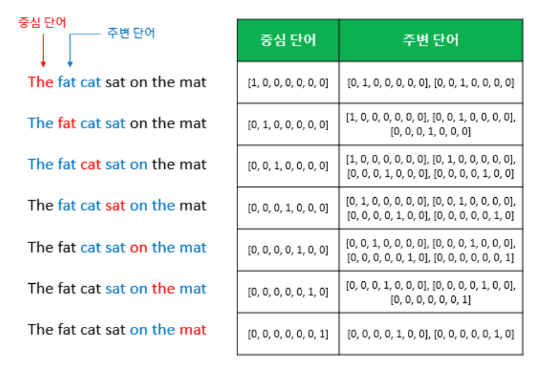 중심 단어
주변 단어
The fat cat sat on the mat
The fat cat sat on the mat
The fat cat sat on the mat
The fat cat sat on the mat
The fat cat sat on the mat
The fat cat sat on the mat
The fat cat sat on the mat
중심 단어 주변 단어
[1, 0, 0, 0, 0, 0, 0] [0, 1, 0, 0, 0, 0, 0], [0, 0, 1, 0, 0, 0, 0]
[0, 1, 0, 0, 0, 0, 0] [1, 0, 0, 0, 0, 0, 0], [0, 0, 1, 0, 0, 0, 0],
[0, 0, 0, 1, 0, 0, 0]
[0, 0, 1, 0, 0, 0, 0] [1, 0, 0, 0, 0, 0, 0], [0, 1, 0, 0, 0, 0, 0],
[0, 0, 0, 1, 0, 0, 0], [0, 0, 0, 0, 1, 0, 0]
[0, 0, 0, 1, 0, 0, 0] [0, 1, 0, 0, 0, 0, 0], [0, 0, 1, 0, 0, 0, 0],
[0, 0, 0, 0, 1, 0, 0], [0, 0, 0, 0, 0, 1, 0]
[0, 0, 0, 0, 1, 0, 0] [0, 0, 1, 0, 0, 0, 0], [0, 0, 0, 1, 0, 0, 0],
[0, 0, 0, 0, 0, 1, 0], [0, 0, 0, 0, 0, 0, 1]
[0, 0, 0, 0, 0, 1, 0] [0, 0, 0, 1, 0, 0, 0], [0, 0, 0, 0, 1, 0, 0],
[0, 0, 0, 0, 0, 0, 1]
[0, 0, 0, 0, 0, 0, 1] [0, 0, 0, 0, 1, 0, 0], [0, 0, 0, 0, 0, 1, 0]